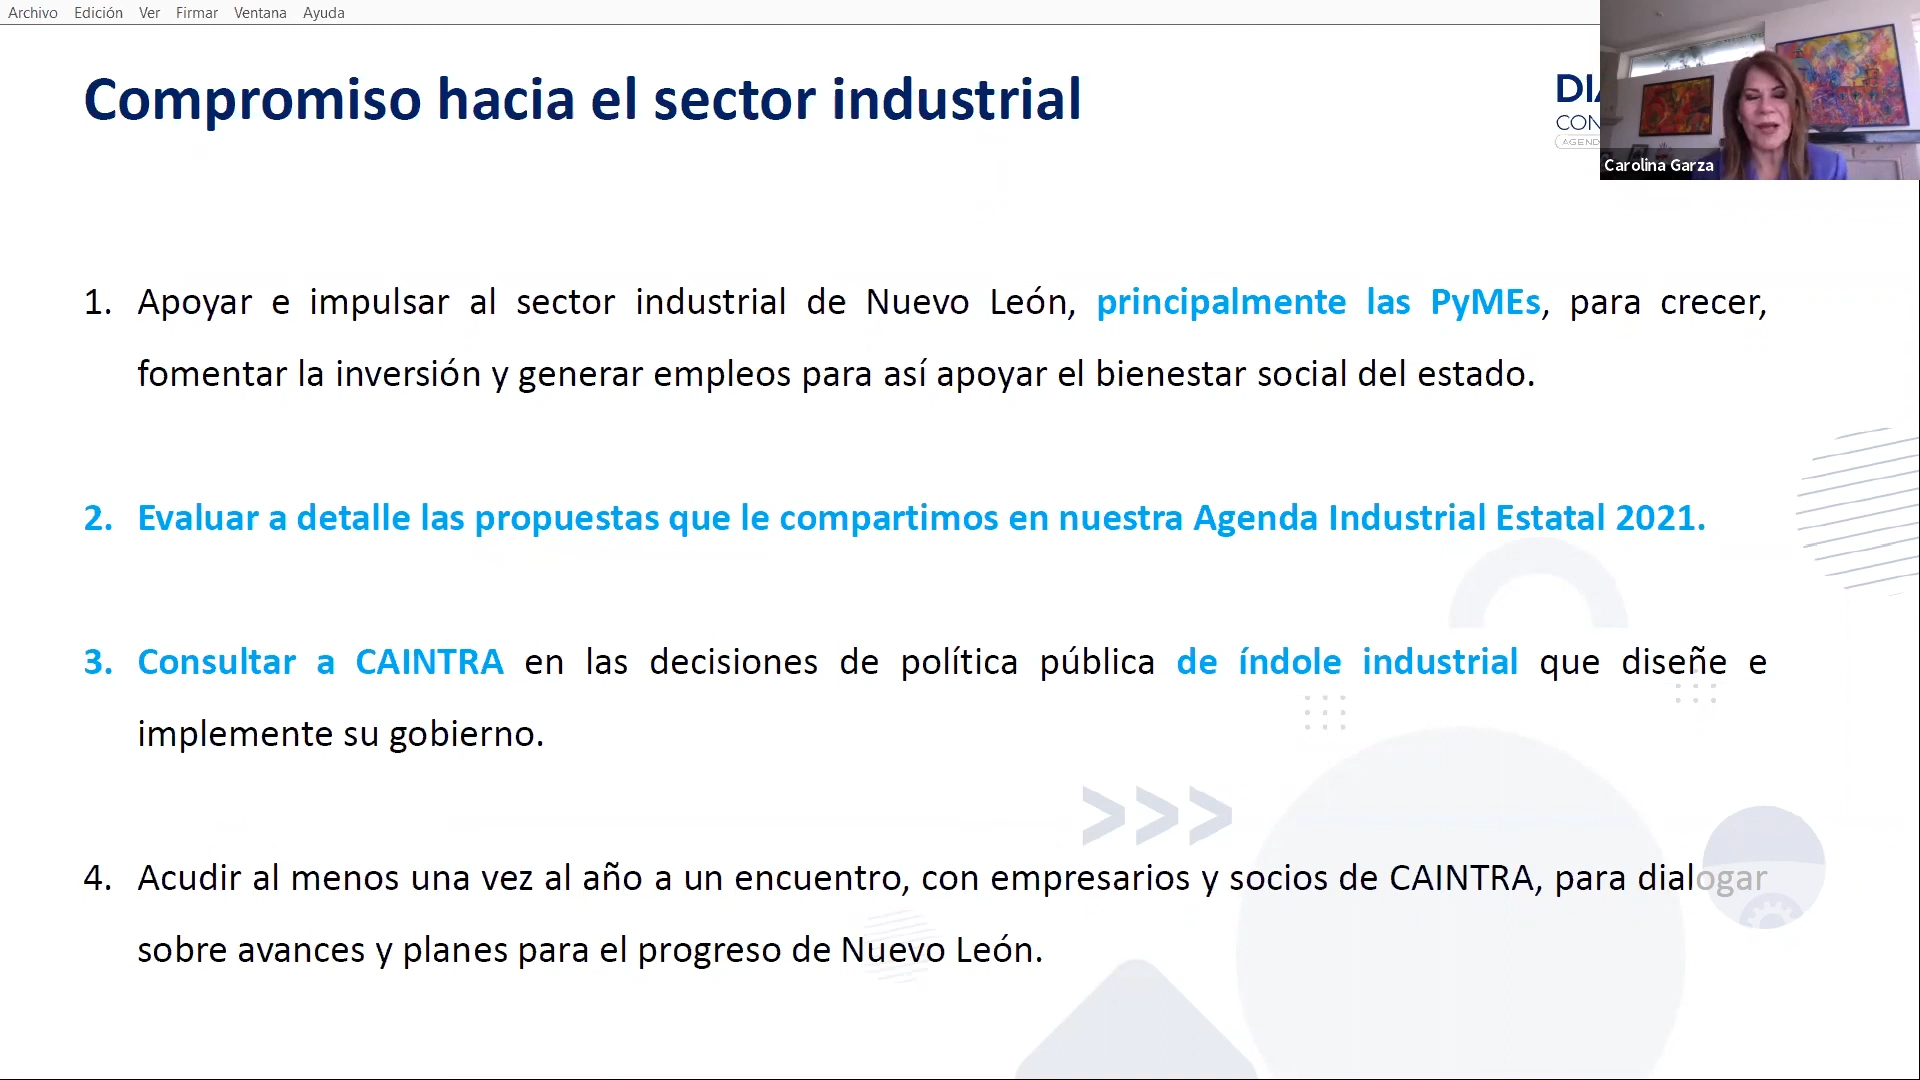 Archivo Edición Ver Firmar Ventana Ayuda
Compromiso hacia el sector industrial
Carolina Garza
1. Apoyar e impulsar al sector industrial de Nuevo León, principalmente las PyMEs, para crecer,
fomentar la inversión y generar empleos para así apoyar el bienestar social del estado.
2. Evaluar a detalle las propuestas que le compartimos en nuestra Agenda Industrial Estatal 2021.
3. Consultar a CAINTRA en las decisiones de política pública de índole industrial que diseñe e
implemente su gobierno.
>>>
4. Acudir al menos una vez al año a un encuentro, con empresarios y socios de CAINTRA, para dialogar
sobre avances y planes para el progreso de Nuevo León.